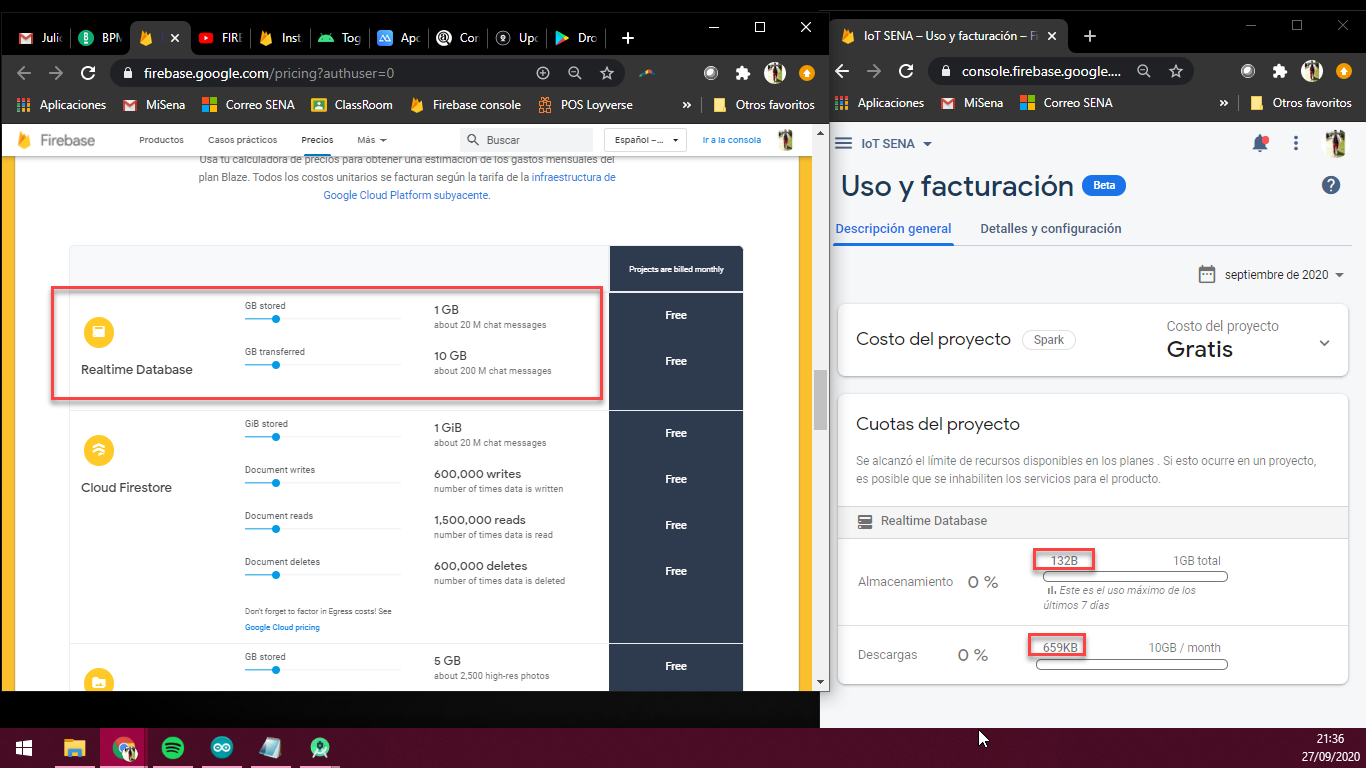 Julio
BPM
FIRE
Inst
Tog
Apo
Cor
Upo
Dro
firebase.google.com/pricing?authuser=0
Aplicaciones
MiSena
Correo SENA
ClassRoom
Firebase console
POS Loyverse
»
Otros favoritos
Firebase
Productos
Casos prácticos
Precios
Más
Buscar
Español –...
Ir a la consola
Usa tu calculadora de precios para obtener una estimación de los gastos mensuales del
plan Blaze. Todos los costos unitarios se facturan según la tarifa de la infraestructura de
Google Cloud Platform subyacente.
Projects are billed monthly
Realtime Database
GB stored
1 GB
about 20 M chat messages
Free
GB transferred
10 GB
about 200 M chat messages
Free
Cloud Firestore
GiB stored
1 GiB
about 20 M chat messages
Free
Document writes
600,000 writes
number of times data is written
Free
Document reads
1,500,000 reads
number of times data is read
Free
Document deletes
600,000 deletes
number of times data is deleted
Free
Don't forget to factor in Egress costs! See
Google Cloud pricing
GB stored
5 GB
about 2,500 high-res photos
Free
IoT SENA – Uso y facturación – Fi
console.firebase.google....
Aplicaciones
MiSena
Correo SENA
»
Otros favoritos
IoT SENA
Uso y facturación
Beta
Descripción general
Detalles y configuración
septiembre de 2020
Costo del proyecto
Spark
Costo del proyecto
Gratis
Cuotas del proyecto
Se alcanzó el límite de recursos disponibles en los planes . Si esto ocurre en un proyecto,
es posible que se inhabiliten los servicios para el producto.
Realtime Database
Almacenamiento
0 %
132B
1GB total
Este es el uso máximo de los
últimos 7 días
Descargas
0 %
659KB
10GB / month
21:36
27/09/2020